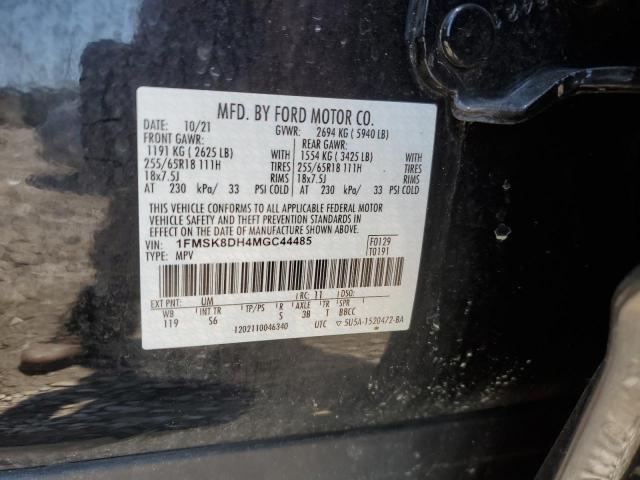 MFD. BY FORD MOTOR CO.
DATE: 10/21 GVWR: 2694 KG ( 5940 LB)
FRONT GAWR: REAR GAWR:
1191 KG ( 2625 LB) WITH 1554 KG ( 3425 LB) WITH
255/65R18 111H TIRES 255/65R18 111H TIRES
18x7.5J RIMS 18x7.5J RIMS
AT 230 kPa/ 33 PSI COLD AT 230 kPa/ 33 PSI COLD
THIS VEHICLE CONFORMS TO ALL APPLICABLE FEDERAL MOTOR
VEHICLE SAFETY AND THEFT PREVENTION STANDARDS IN
EFFECT ON THE DATE OF MANUFACTURE SHOWN ABOVE.
VIN: 1FMSK8DH4MGC44485 F0129
TYPE: MPV T0191
EXT PNT: UM RC: 11 DSO:
WB INT TR TP/PS R AXLE TR SPR
119 S6 S 3B T BBCC
1202110046340 UTC ▽ 5U5A-1520472-BA